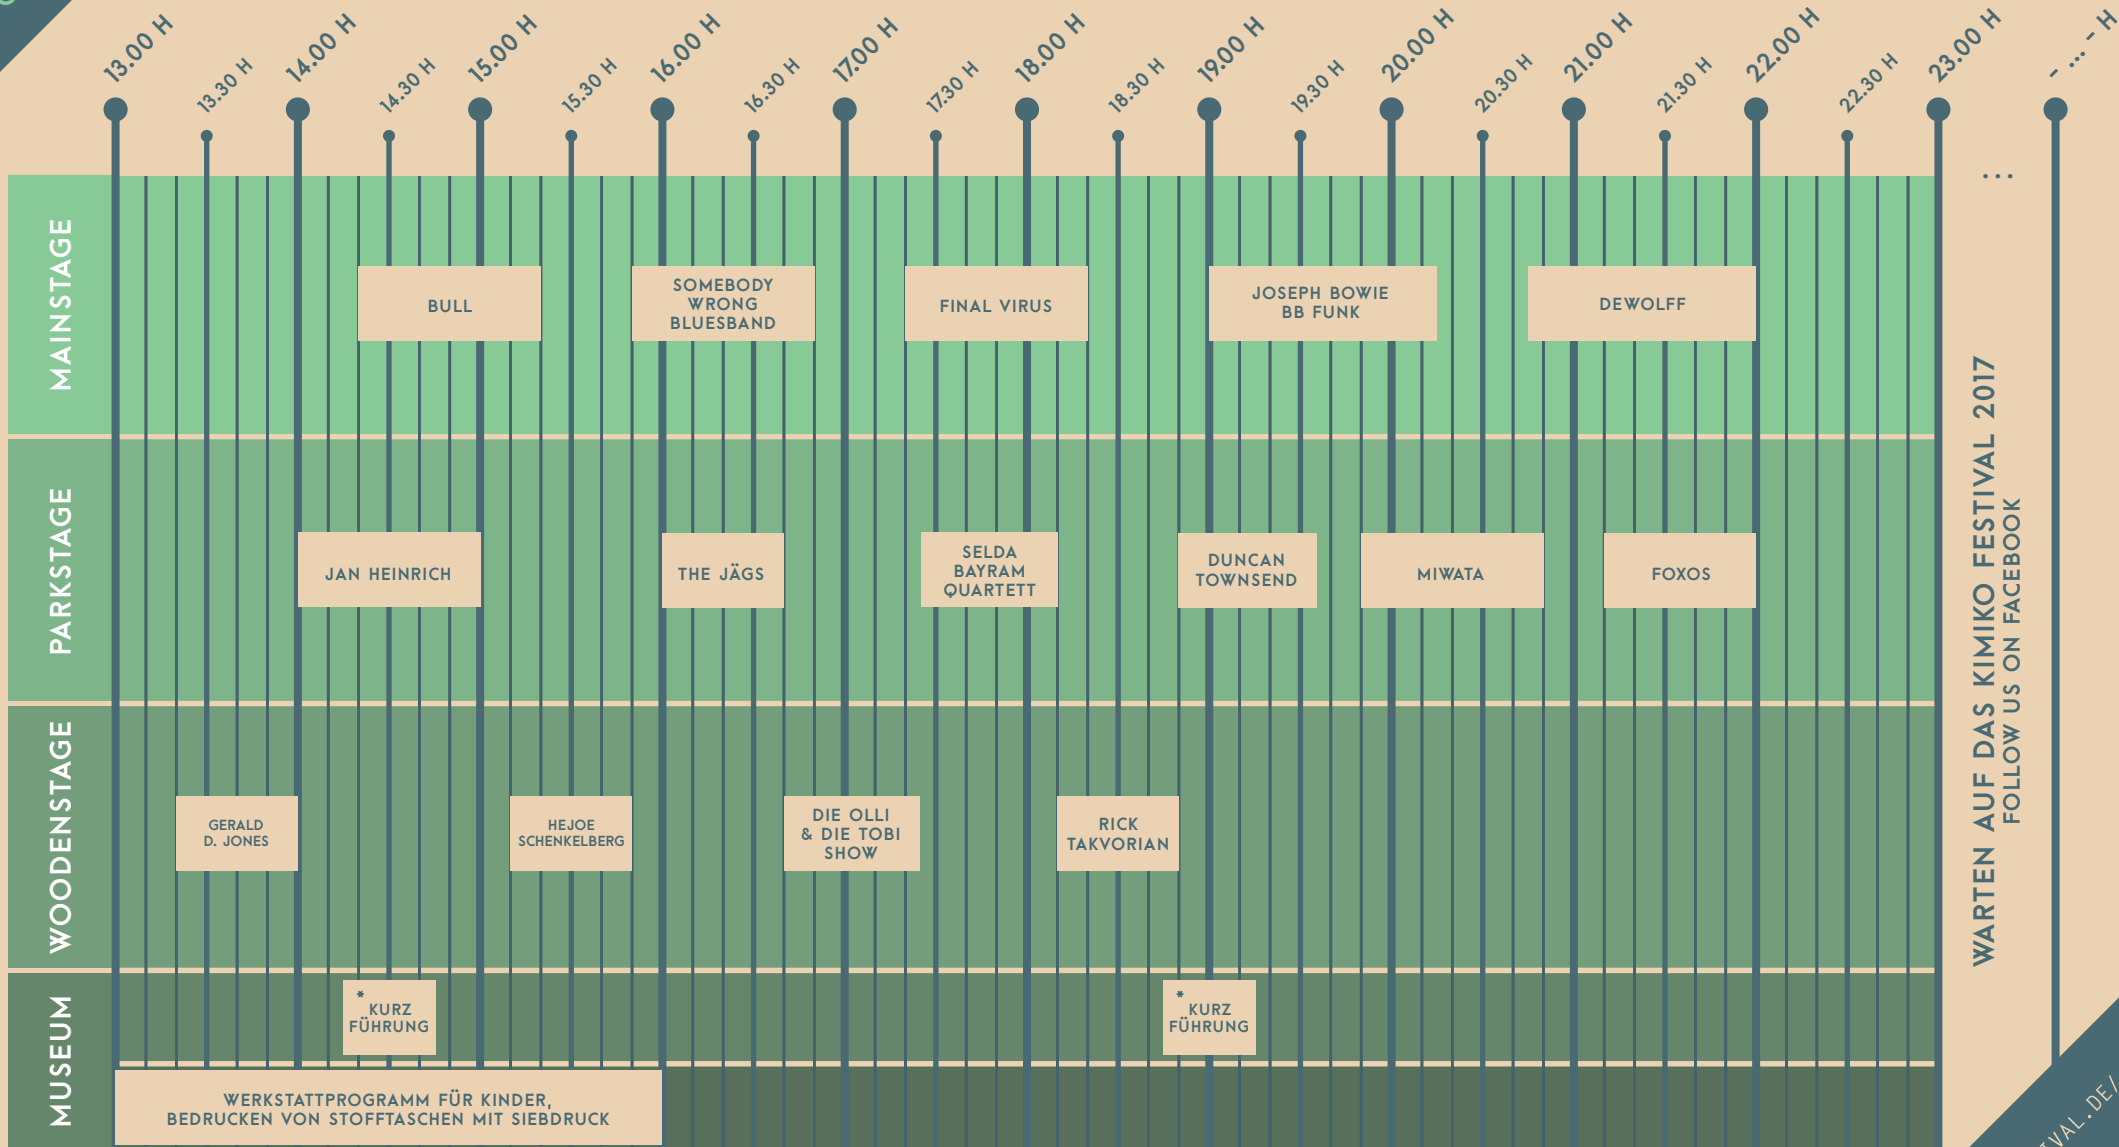 13.00 H
13.30 H
14.00 H
14.30 H
15.00 H
15.30 H
16.00 H
16.30 H
17.00 H
17.30 H
18.00 H
18.30 H
19.00 H
19.30 H
20.00 H
20.30 H
21.00 H
21.30 H
22.00 H
22.30 H
23.00 H
- ... - H
...
MAINSTAGE
BULL
SOMEBODY
WRONG
BLUESBAND
FINAL VIRUS
JOSEPH BOWIE
BB FUNK
DEWOLFF
PARKSTAGE
JAN HEINRICH
THE JÄGS
SELDA
BAYRAM
QUARTETT
DUNCAN
TOWNSEND
MIWATA
FOXOS
WOODENSTAGE
GERALD
D. JONES
HEJOE
SCHENKELBERG
DIE OLLI
& DIE TOBI
SHOW
RICK
TAKVORIAN
MUSEUM
*KURZ
FÜHRUNG
*KURZ
FÜHRUNG
WERKSTATTPROGRAMM FÜR KINDER,
BEDRUCKEN VON STOFFTASCHEN MIT SIEBDRUCK
WARTEN AUF DAS KIMIKO FESTIVAL 2017
FOLLOW US ON FACEBOOK
IVAL.DE/